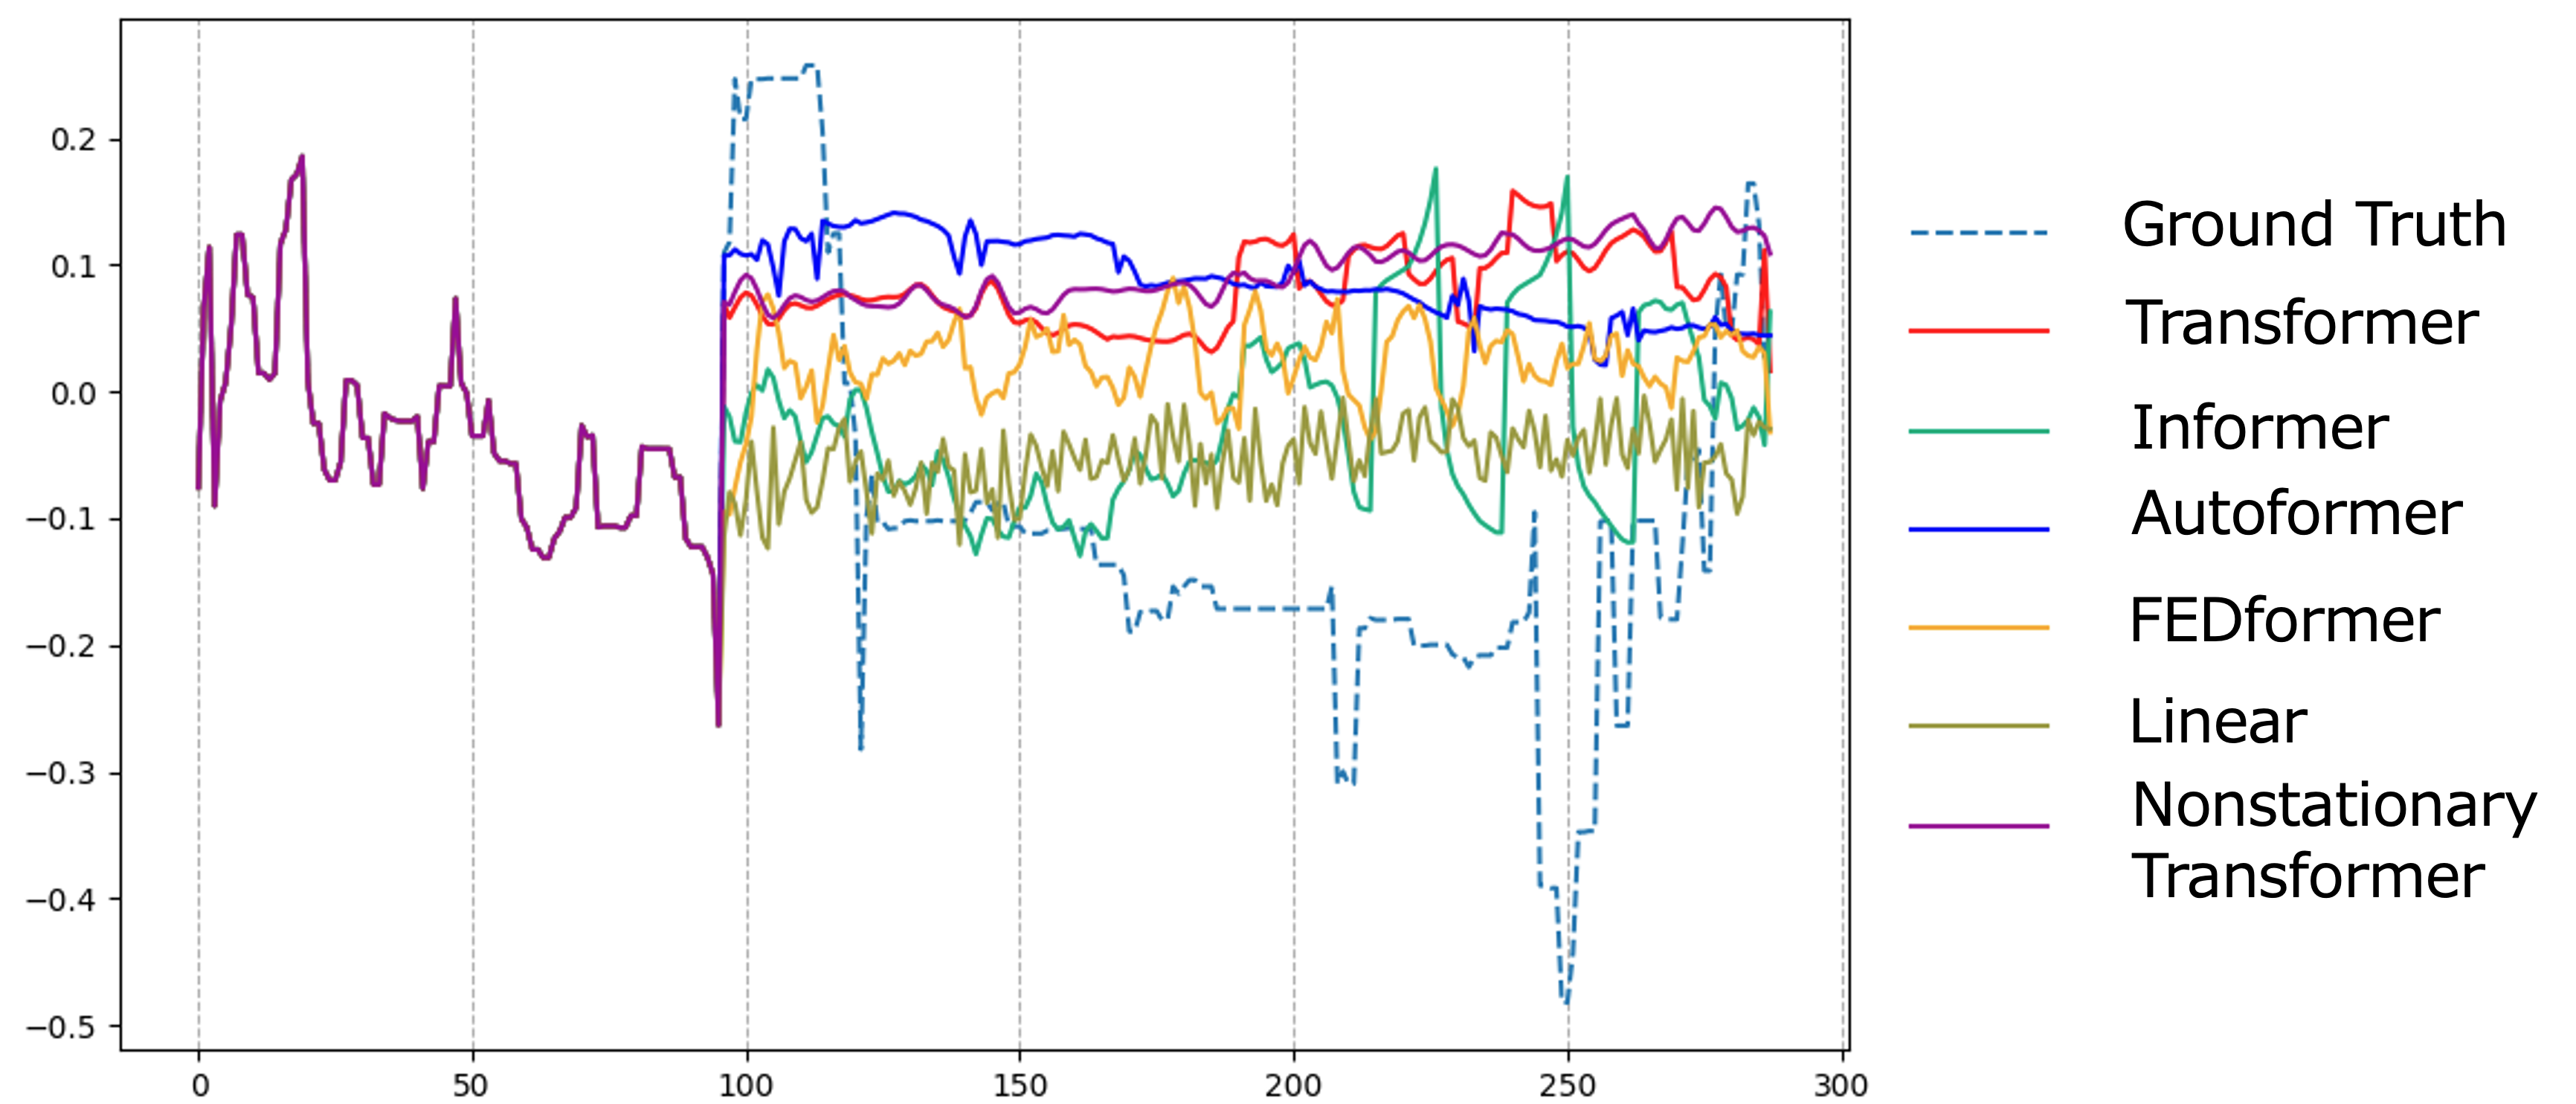 0.2
0.1
0.0
−0.1
−0.2
−0.3
−0.4
−0.5
0 50 100 150 200 250 300
Ground Truth
Transformer
Informer
Autoformer
FEDformer
Linear
Nonstationary
Transformer